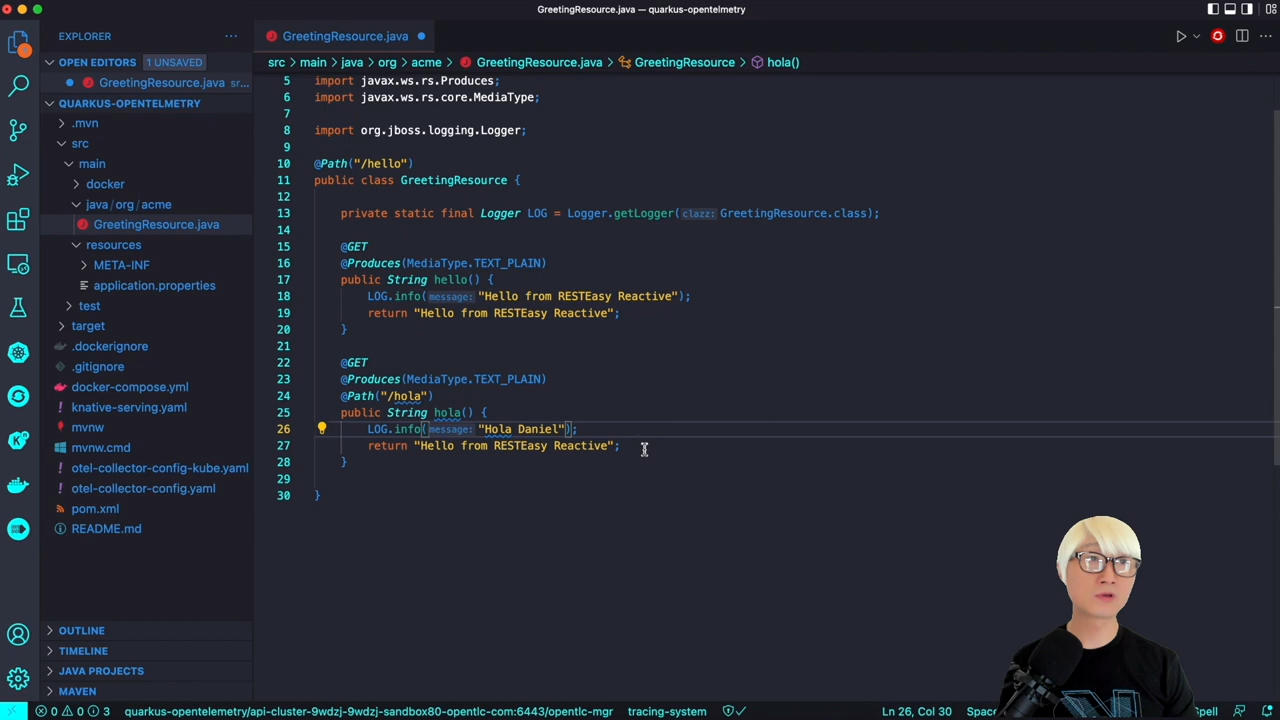 GreetingResource.java — quarkus-opentelmetry
EXPLORER
GreetingResource.java
OPEN EDITORS 1 UNSAVED
GreetingResource.java sr...
QUARKUS-OPENTELMETRY
.mvn
src
main
docker
java / org / acme
GreetingResource.java
resources
META-INF
application.properties
test
target
.dockerignore
.gitignore
docker-compose.yml
knative-serving.yaml
mvnw
mvnw.cmd
otel-collector-config-kube.yaml
otel-collector-config.yaml
pom.xml
README.md
OUTLINE
TIMELINE
JAVA PROJECTS
MAVEN
src > main > java > org > acme > GreetingResource.java > GreetingResource > hola()
5 import javax.ws.rs.Produces;
6 import javax.ws.rs.core.MediaType;
7
8 import org.jboss.logging.Logger;
9
10 @Path("/hello")
11 public class GreetingResource {
12
13 private static final Logger LOG = Logger.getLogger(clazz: GreetingResource.class);
14
15 @GET
16 @Produces(MediaType.TEXT_PLAIN)
17 public String hello() {
18 LOG.info(message: "Hello from RESTEasy Reactive");
19 return "Hello from RESTEasy Reactive";
20 }
21
22 @GET
23 @Produces(MediaType.TEXT_PLAIN)
24 @Path("/hola")
25 public String hola() {
26 LOG.info(message: "Hola Daniel");
27 return "Hello from RESTEasy Reactive";
28 }
29
30 }
0 0 3 quarkus-opentelemetry/api-cluster-9wdzj-9wdzj-sandbox80-opentlc-com:6443/opentlc-mgr tracing-system Ln 26, Col 30 Spell